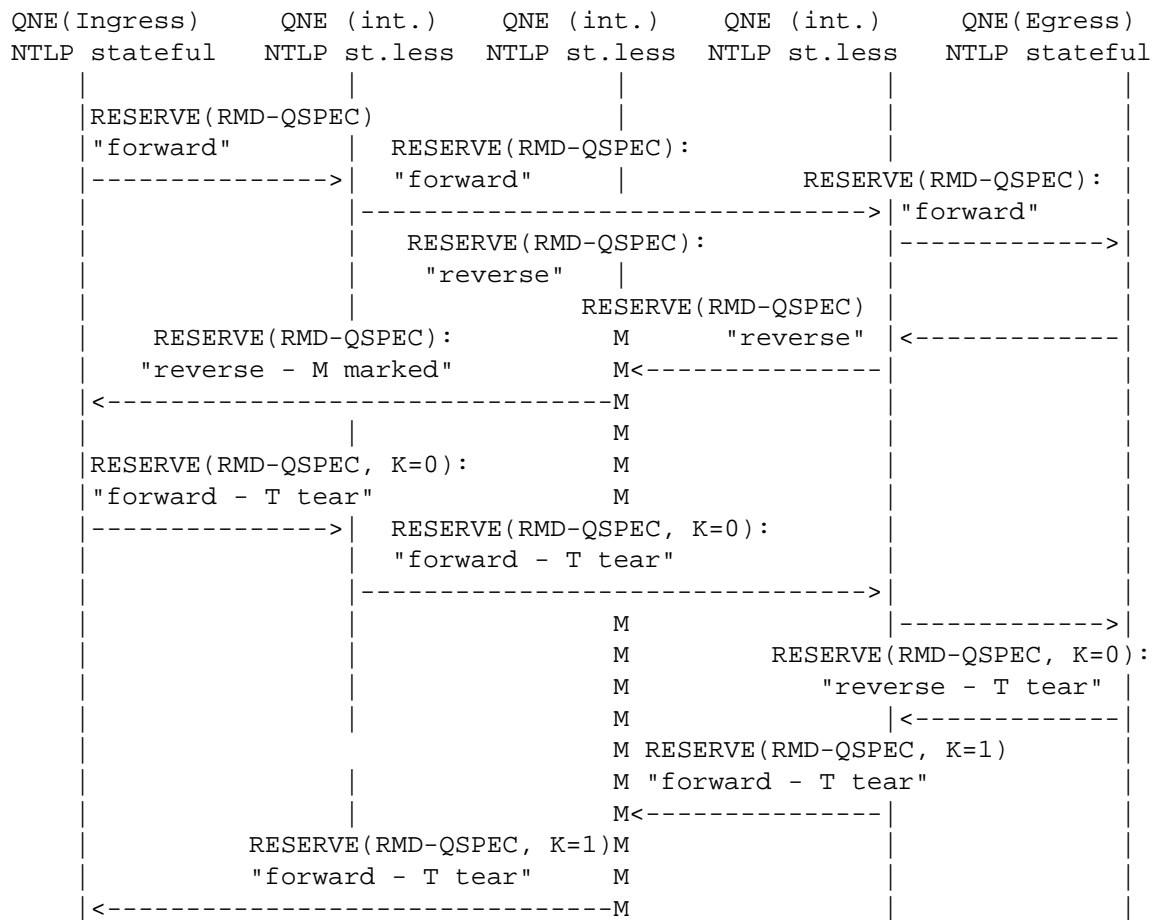 QNE(Ingress) QNE (int.) QNE (int.) QNE (int.) QNE(Egress)
NTLP stateful NTLP st.less NTLP st.less NTLP st.less NTLP stateful
RESERVE(RMD-QSPEC)
"forward" RESERVE(RMD-QSPEC):
"forward" RESERVE(RMD-QSPEC):
"forward"
RESERVE(RMD-QSPEC):
"reverse"
RESERVE(RMD-QSPEC)
RESERVE(RMD-QSPEC): M "reverse"
"reverse - M marked" M
M
M
RESERVE(RMD-QSPEC, K=0): M
"forward - T tear" M
RESERVE(RMD-QSPEC, K=0):
"forward - T tear"
M
M RESERVE(RMD-QSPEC, K=0):
M "reverse - T tear"
M
M RESERVE(RMD-QSPEC, K=1)
M "forward - T tear"
M
RESERVE(RMD-QSPEC, K=1)M
"forward - T tear" M
M